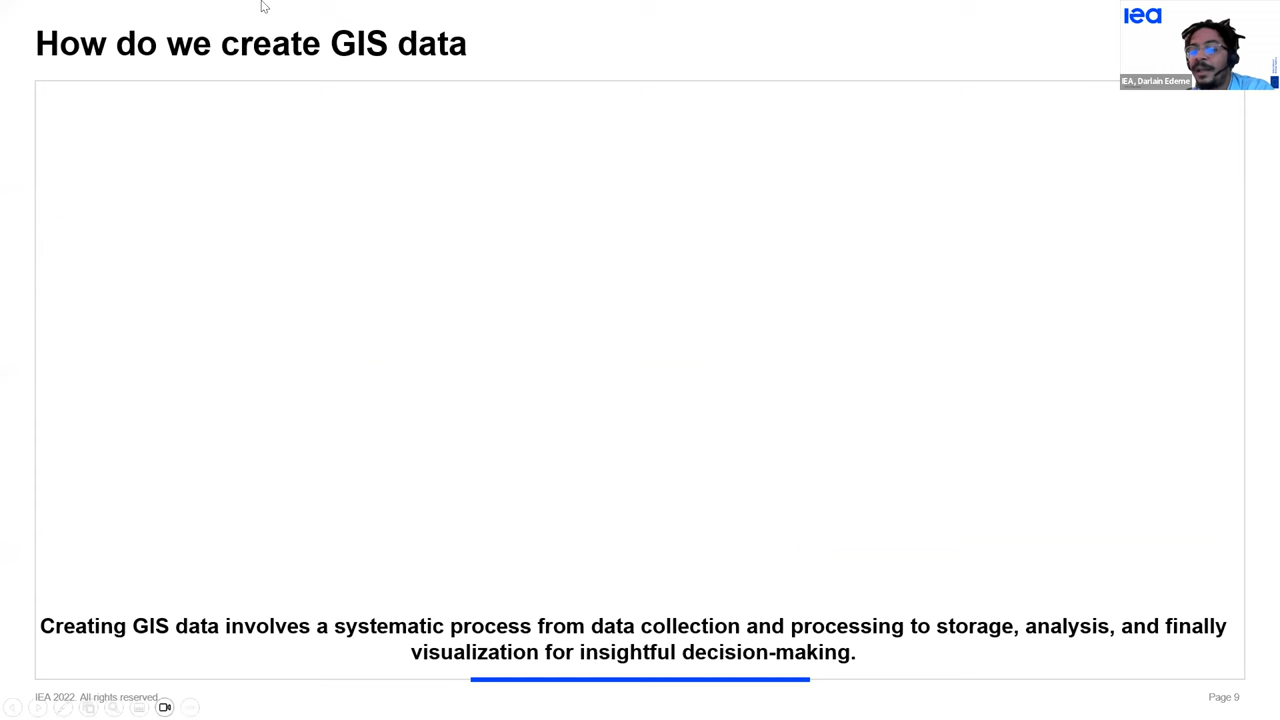 How do we create GIS data
iea
IEA, Darlain Edeme
Creating GIS data involves a systematic process from data collection and processing to storage, analysis, and finally
visualization for insightful decision-making.
IEA 2022. All rights reserved.
Page 9